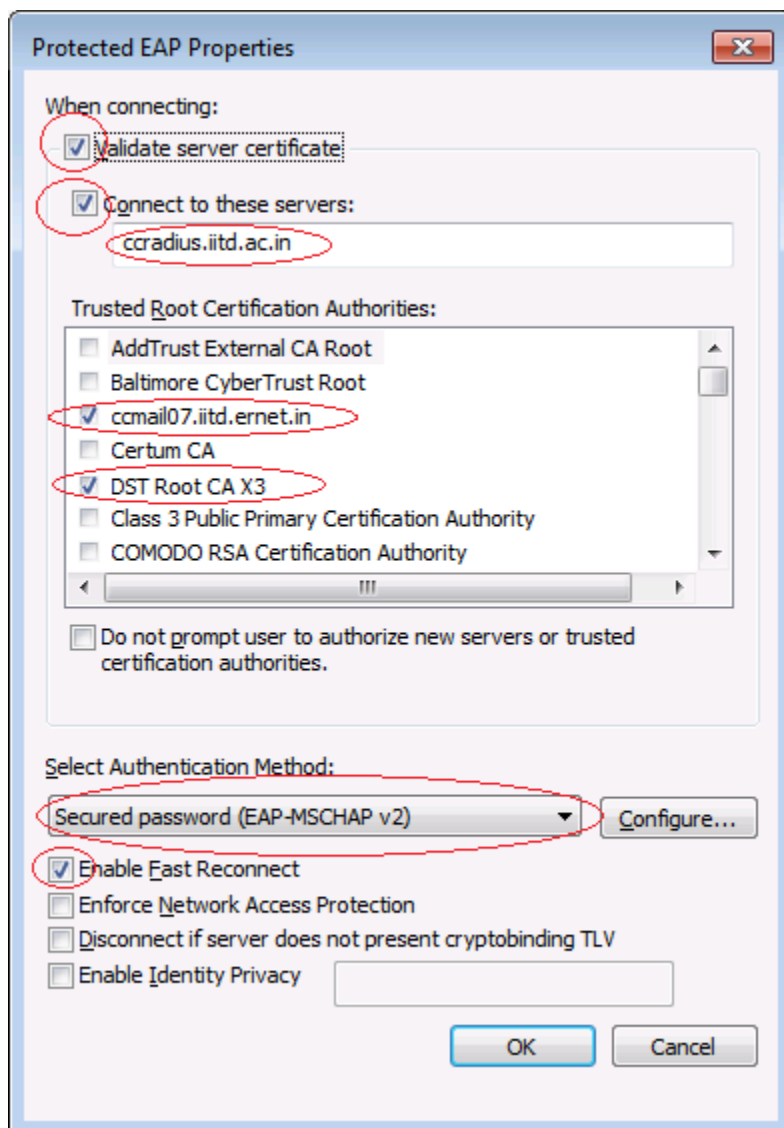 Protected EAP Properties
When connecting:
Validate server certificate
Connect to these servers:
ccradius.iitd.ac.in
Trusted Root Certification Authorities:
AddTrust External CA Root
Baltimore CyberTrust Root
ccmail07.iitd.ernet.in
Certum CA
DST Root CA X3
Class 3 Public Primary Certification Authority
COMODO RSA Certification Authority
Do not prompt user to authorize new servers or trusted
certification authorities.
Select Authentication Method:
Secured password (EAP-MSCHAP v2) Configure...
Enable Fast Reconnect
Enforce Network Access Protection
Disconnect if server does not present cryptobinding TLV
Enable Identity Privacy
OK Cancel